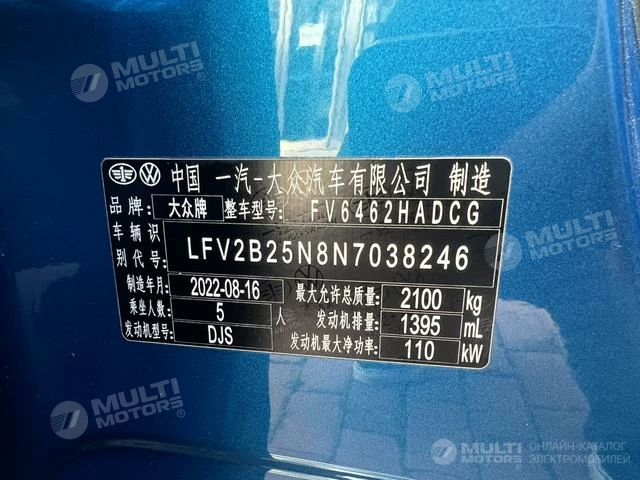 MULTI MOTORS
MULTI MOTORS
中国 一汽-大众汽车有限公司 制造
品牌: 大众牌 整车型号: FV6462HADCG
车辆识别代号: LFV2B25N8N7038246
制造年月: 2022-08-16 最大允许总质量: 2100 kg
乘坐人数: 5 人 发动机排量: 1395 mL
发动机型号: DJS 发动机最大净功率: 110 kW
MULTI MOTORS
MULTI MOTORS ОНЛАЙН-КАТАЛОГ ЭЛЕКТРОМОБИЛЕЙ